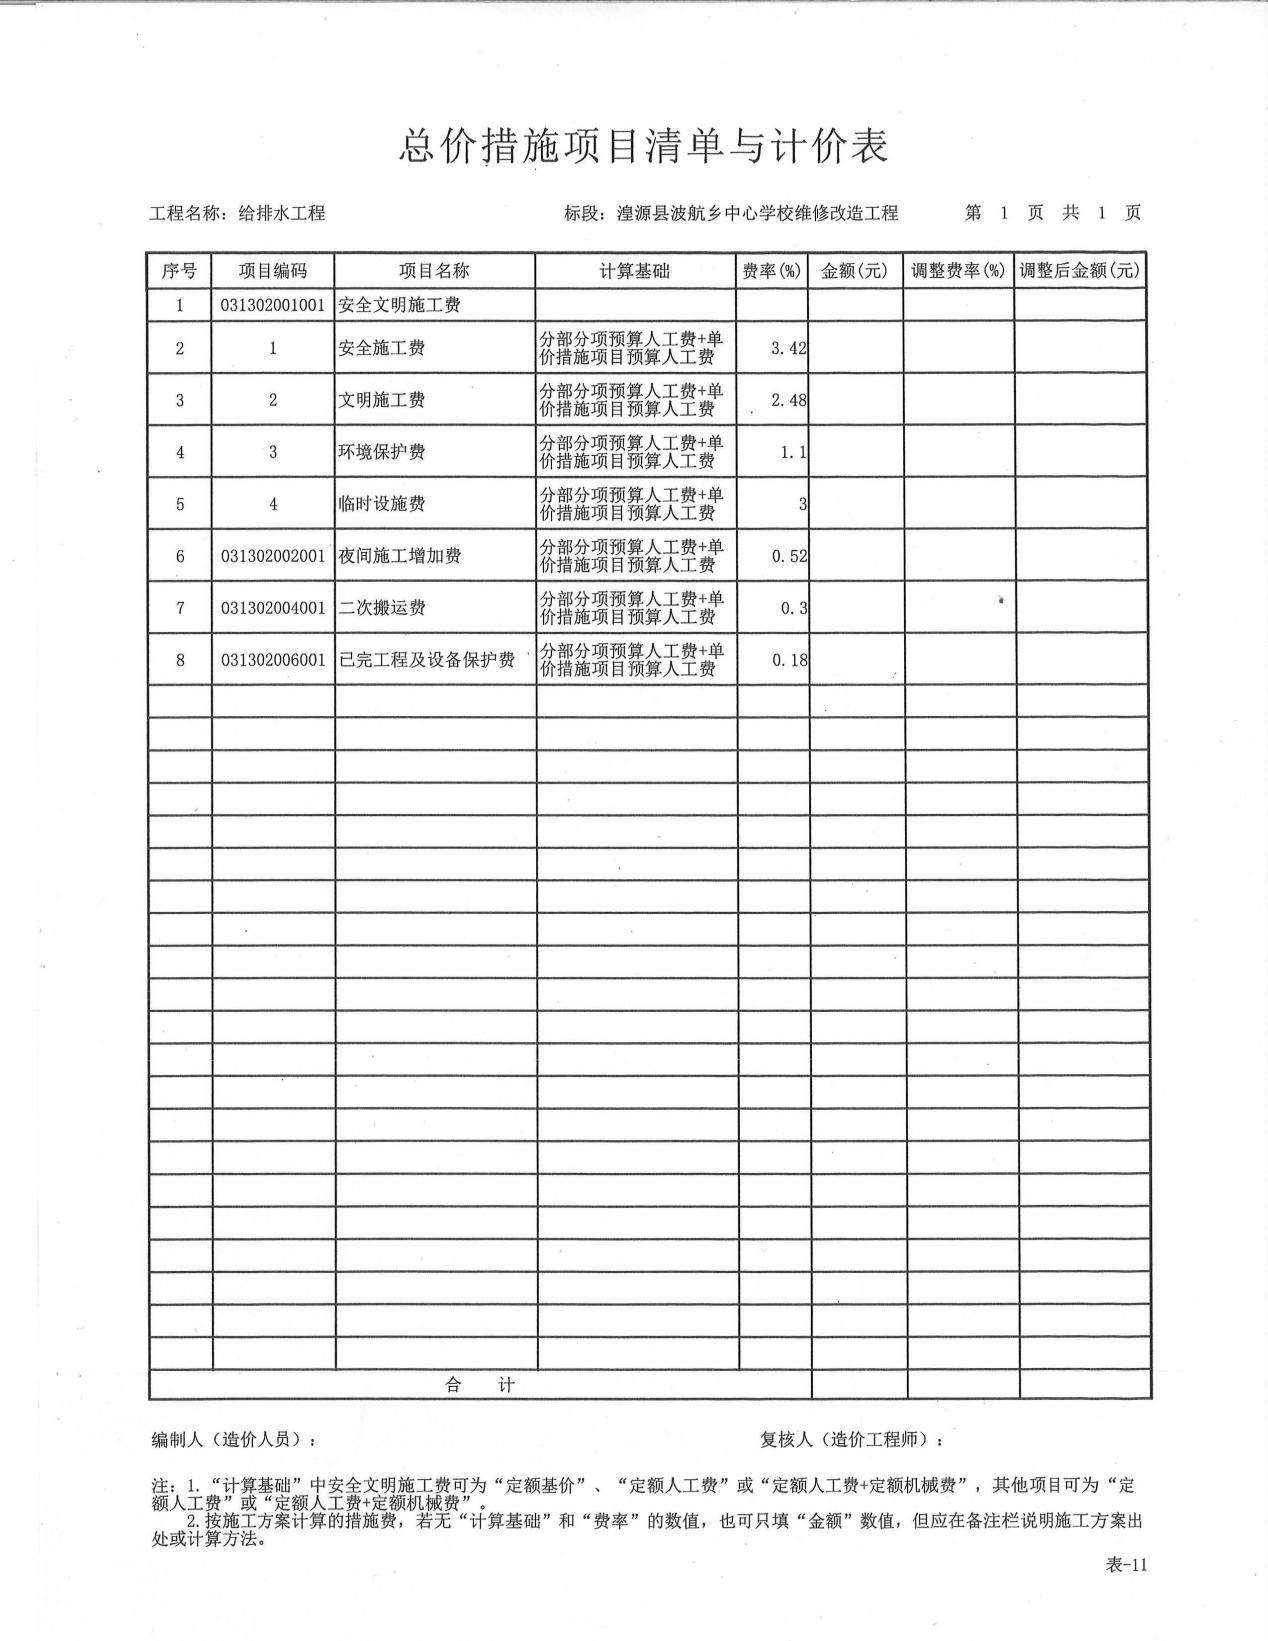 总价措施项目清单与计价表
工程名称：给排水工程 标段：湟源县波航乡中心学校维修改造工程 第 1 页 共 1 页
序号 项目编码 项目名称 计算基础 费率(%) 金额(元) 调整费率(%) 调整后金额(元)
1 031302001001 安全文明施工费
2 1 安全施工费 分部分项预算人工费+单
价措施项目预算人工费 3.42
3 2 文明施工费 分部分项预算人工费+单
价措施项目预算人工费 2.48
4 3 环境保护费 分部分项预算人工费+单
价措施项目预算人工费 1.1
5 4 临时设施费 分部分项预算人工费+单
价措施项目预算人工费 3
6 031302002001 夜间施工增加费 分部分项预算人工费+单
价措施项目预算人工费 0.52
7 031302004001 二次搬运费 分部分项预算人工费+单
价措施项目预算人工费 0.3
8 031302006001 已完工程及设备保护费 分部分项预算人工费+单
价措施项目预算人工费 0.18
合 计
编制人（造价人员）： 复核人（造价工程师）：
注：1.“计算基础”中安全文明施工费可为“定额基价”、“定额人工费”或“定额人工费+定额机械费”，其他项目可为“定
额人工费”或“定额人工费+定额机械费”。
2.按施工方案计算的措施费，若无“计算基础”和“费率”的数值，也可只填“金额”数值，但应在备注栏说明施工方案出
处或计算方法。
表-11